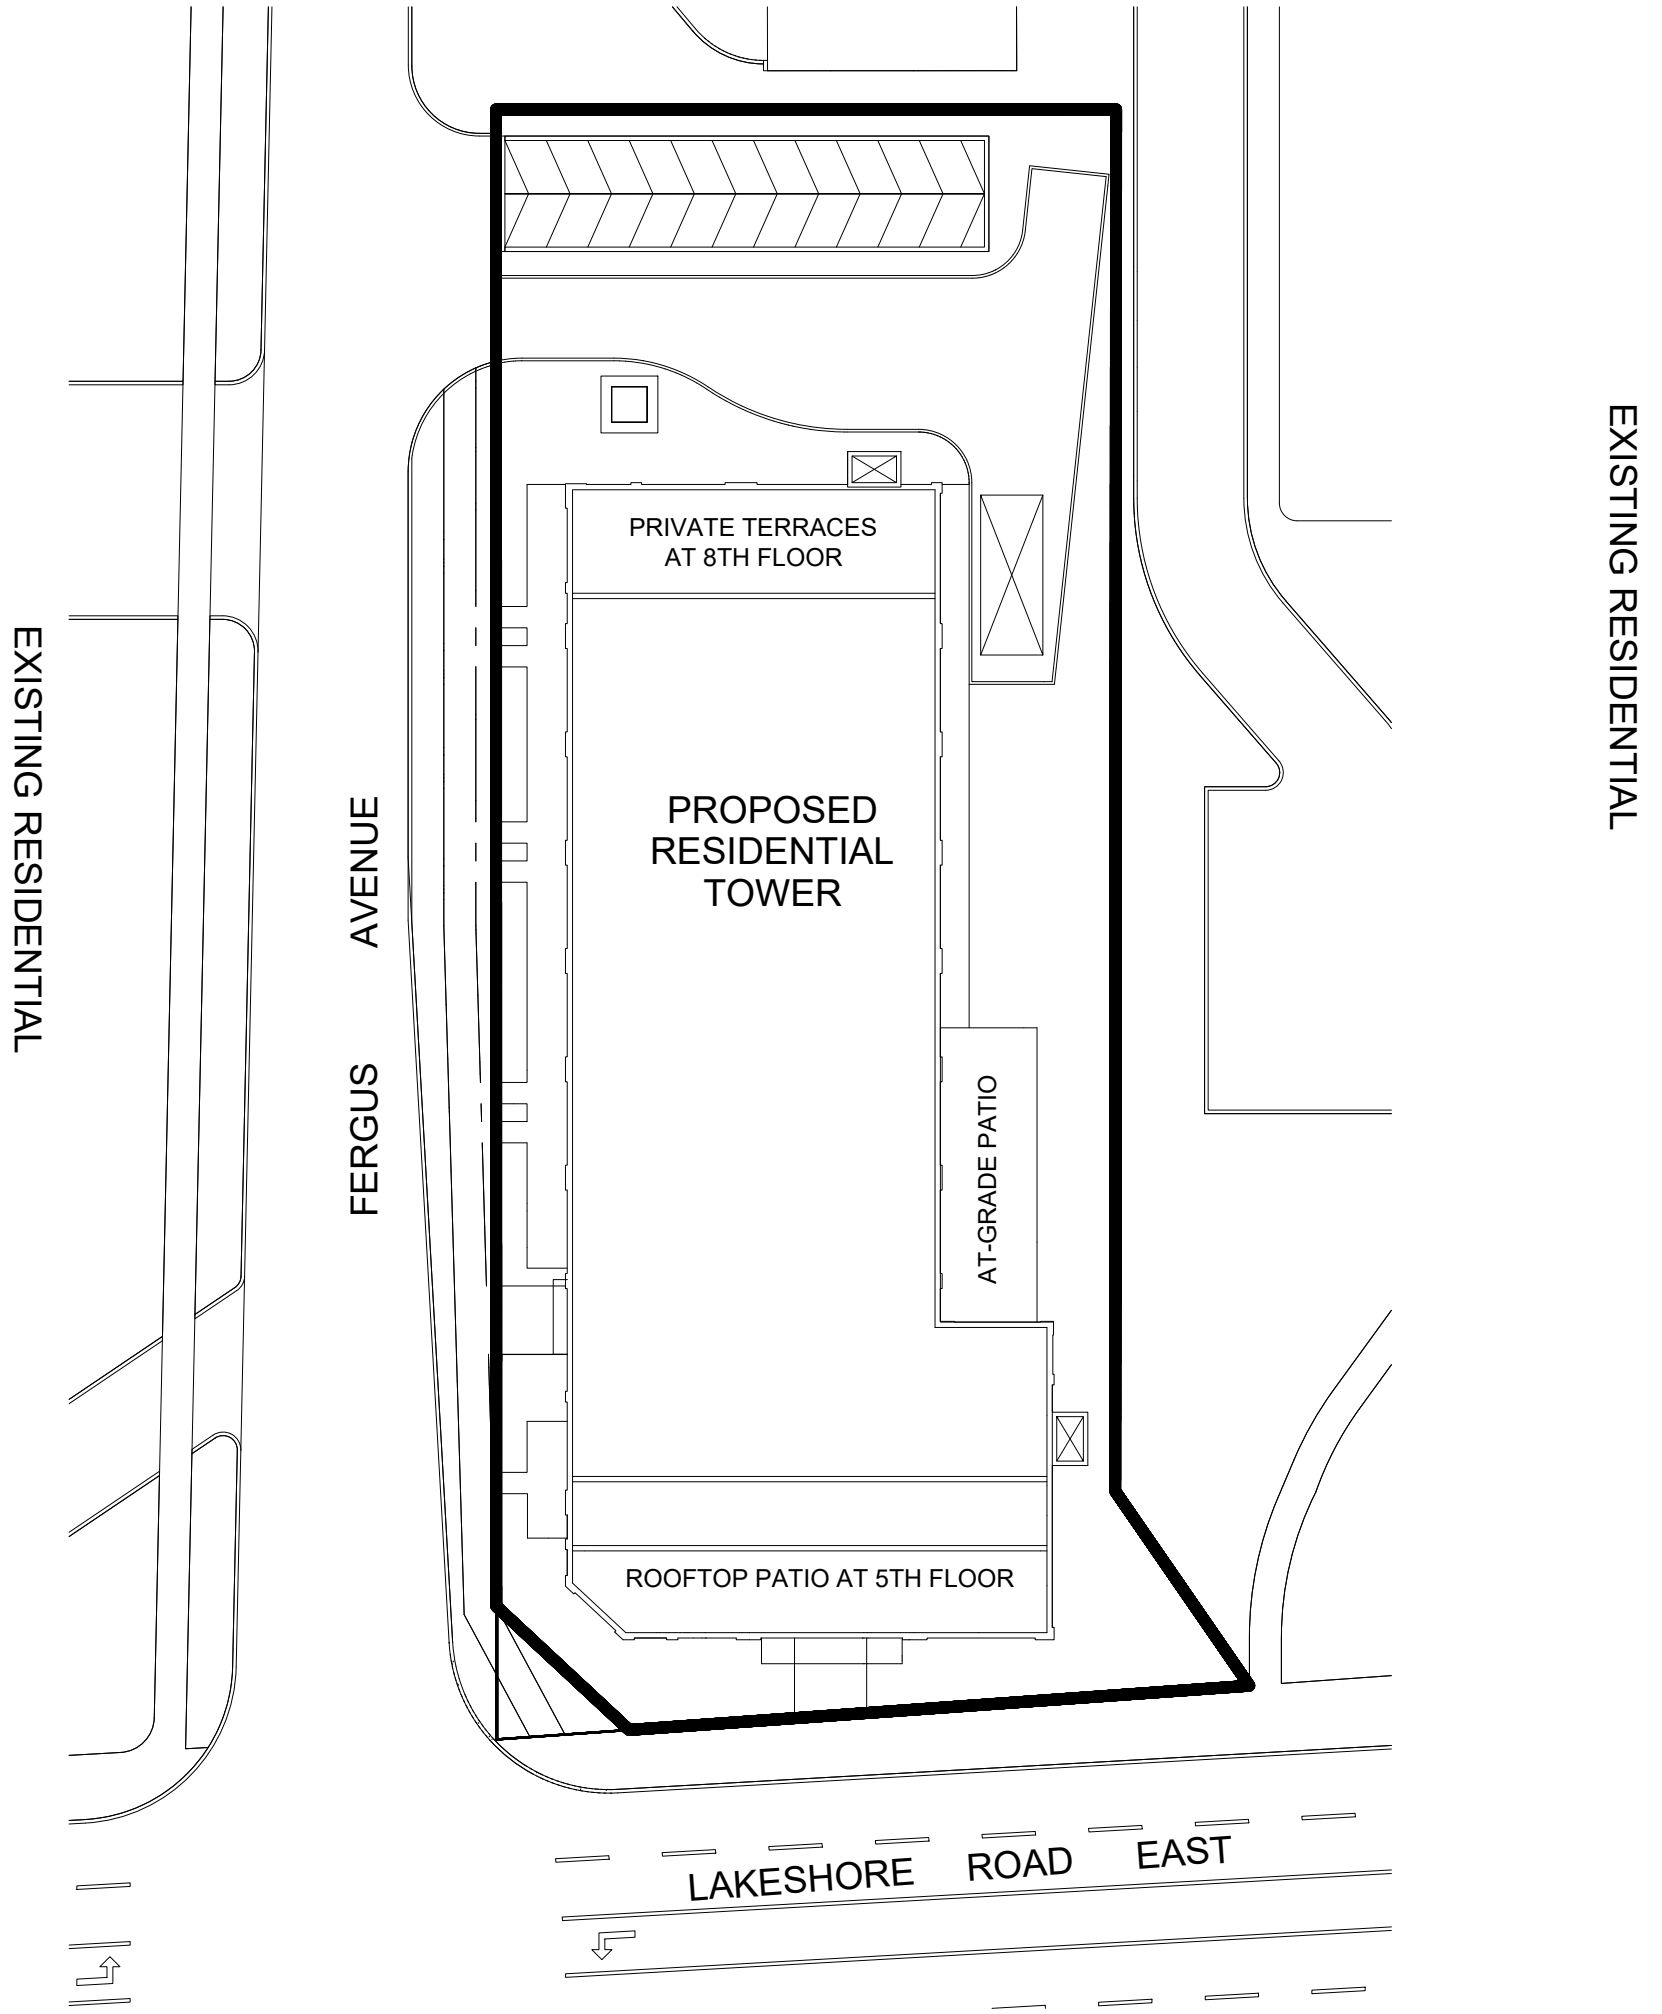 EXISTING RESIDENTIAL
PRIVATE TERRACES
AT 8TH FLOOR
EXISTING RESIDENTIAL
PROPOSED
RESIDENTIAL
TOWER
FERGUS AVENUE
AT-GRADE PATIO
ROOFTOP PATIO AT 5TH FLOOR
LAKESHORE ROAD EAST